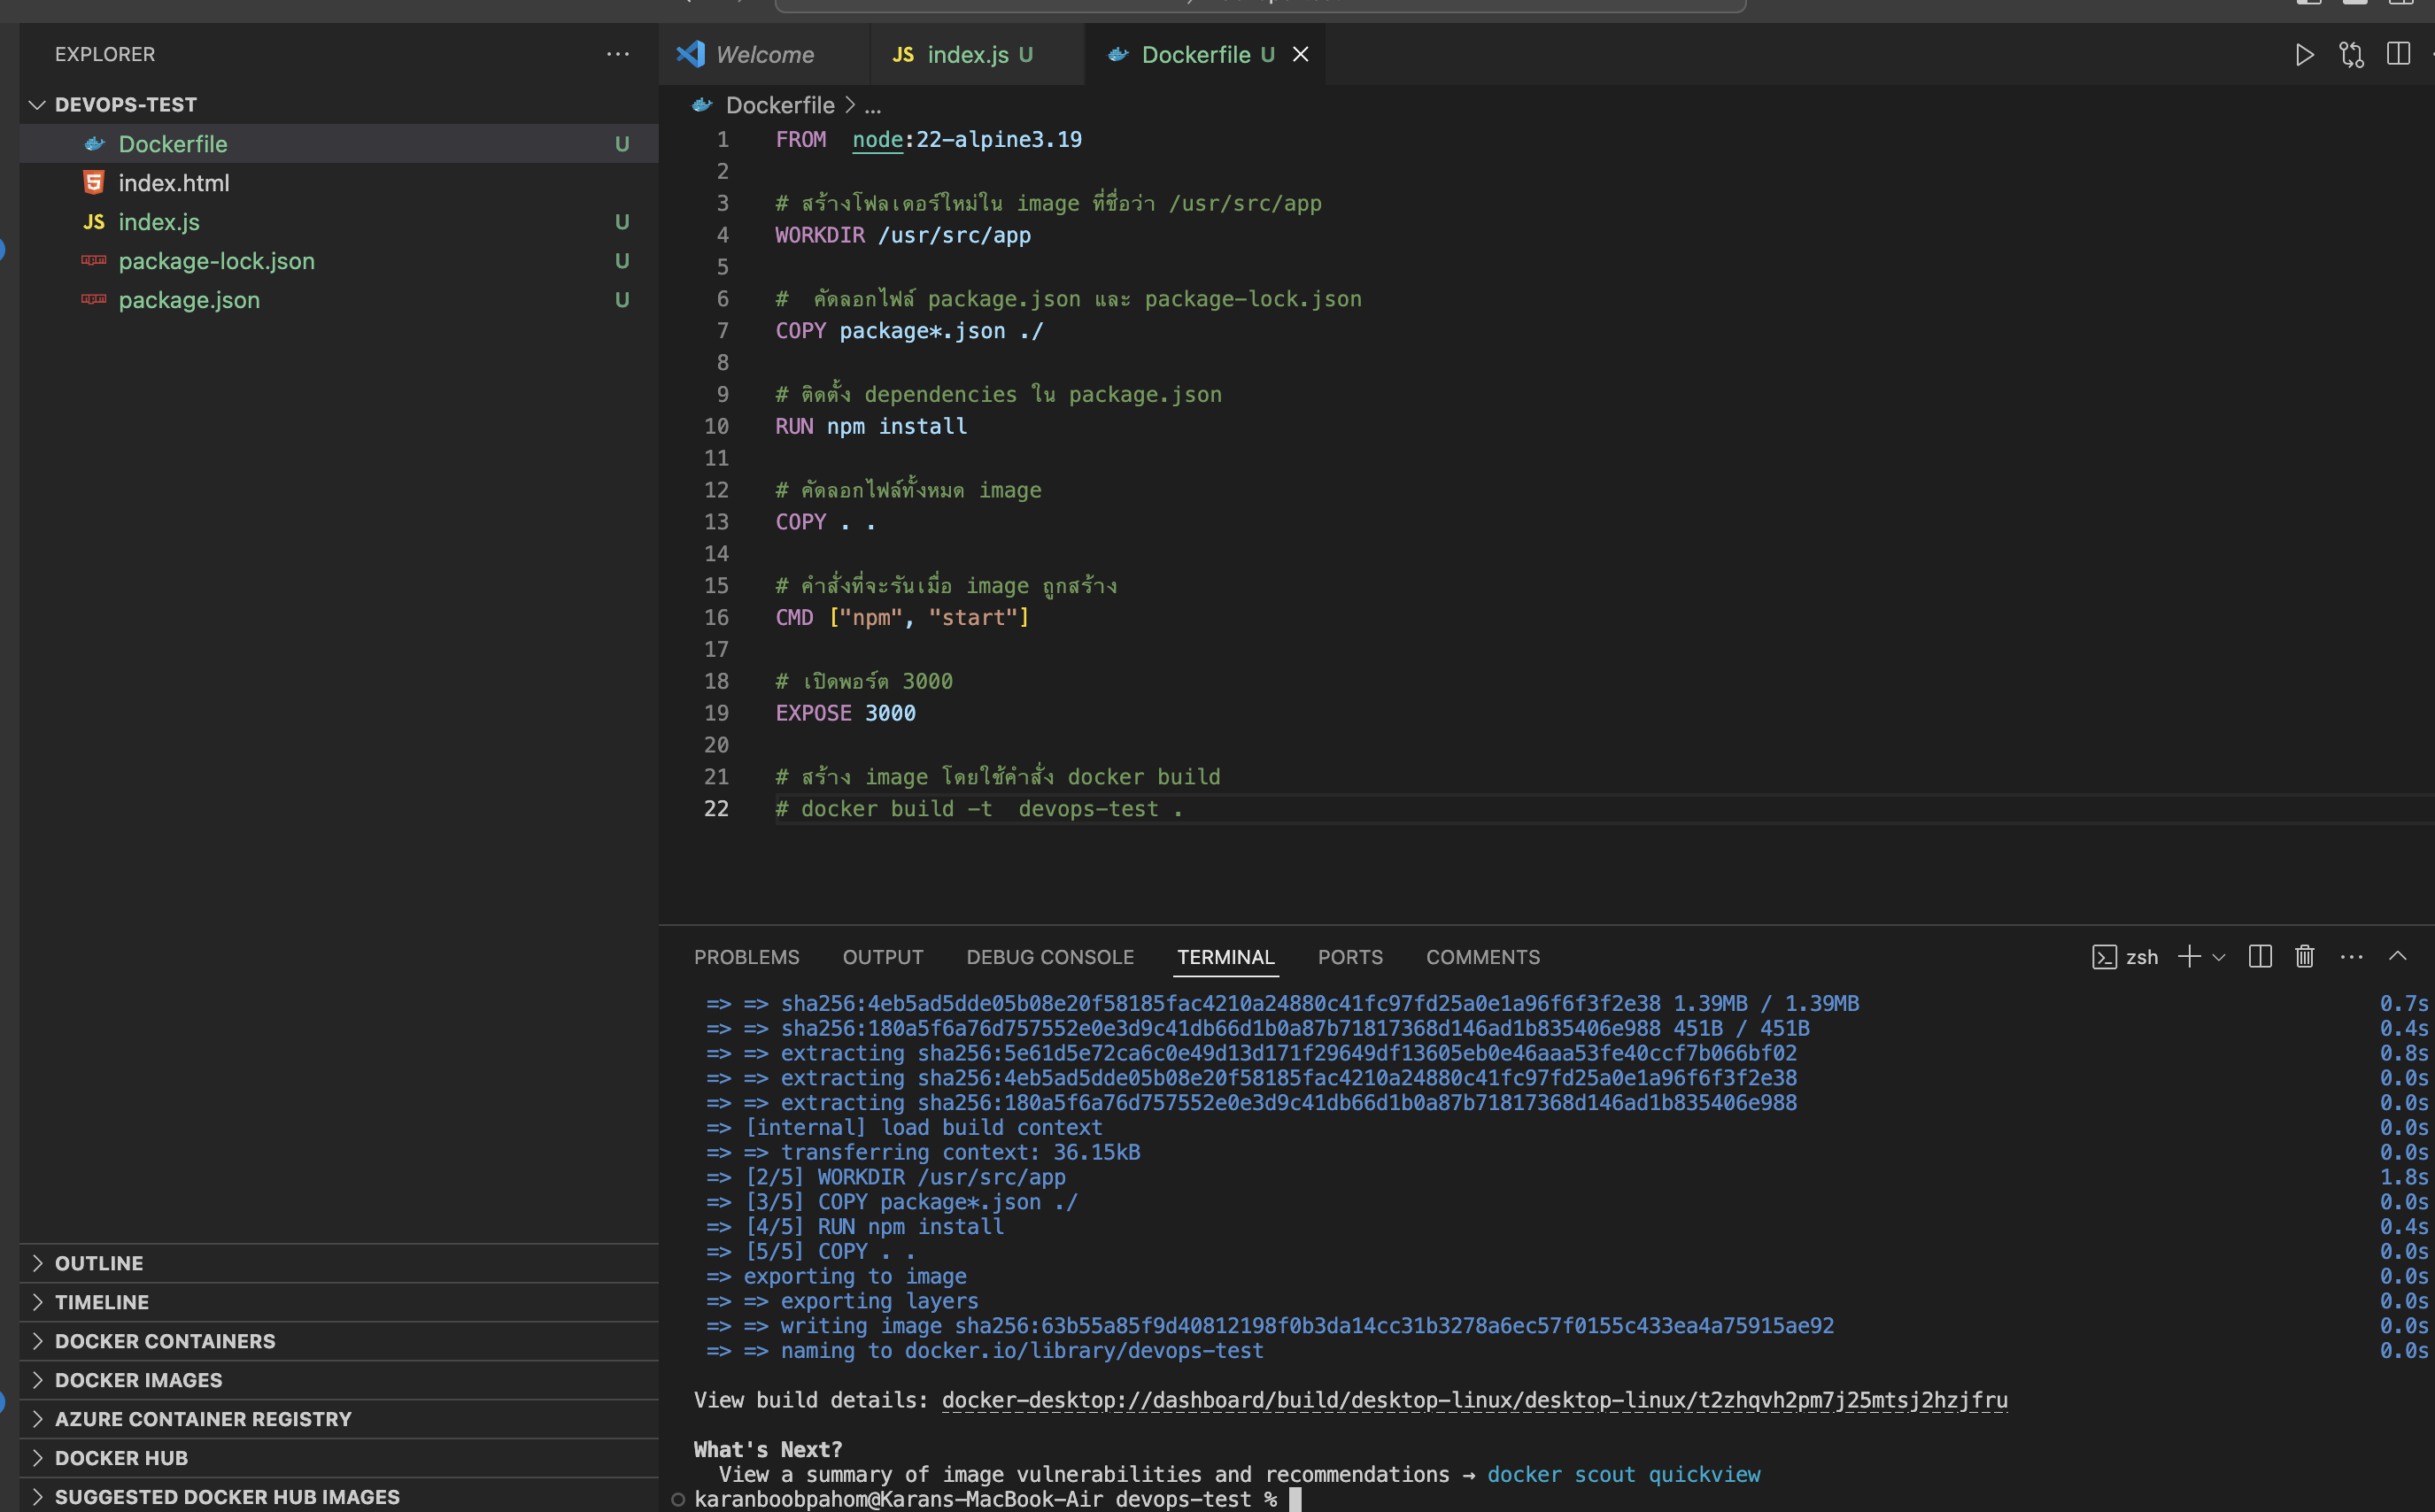 EXPLORER
DEVOPS-TEST
Dockerfile U
index.html
JS index.js U
package-lock.json U
package.json U
OUTLINE
TIMELINE
DOCKER CONTAINERS
DOCKER IMAGES
AZURE CONTAINER REGISTRY
DOCKER HUB
SUGGESTED DOCKER HUB IMAGES
Welcome
JS index.js U
Dockerfile U
Dockerfile > ...
1 FROM  node:22-alpine3.19
2
3 # สร้างโฟลเดอร์ใหม่ใน image ที่ชื่อว่า /usr/src/app
4 WORKDIR /usr/src/app
5
6 #  คัดลอกไฟล์ package.json และ package-lock.json
7 COPY package*.json ./
8
9 # ติดตั้ง dependencies ใน package.json
10 RUN npm install
11
12 # คัดลอกไฟล์ทั้งหมด image
13 COPY . .
14
15 # คำสั่งที่จะรันเมื่อ image ถูกสร้าง
16 CMD ["npm", "start"]
17
18 # เปิดพอร์ต 3000
19 EXPOSE 3000
20
21 # สร้าง image โดยใช้คำสั่ง docker build
22 # docker build -t  devops-test .
PROBLEMS OUTPUT DEBUG CONSOLE TERMINAL PORTS COMMENTS zsh
=> => sha256:4eb5ad5dde05b08e20f58185fac4210a24880c41fc97fd25a0e1a96f6f3f2e38 1.39MB / 1.39MB 0.7s
=> => sha256:180a5f6a76d757552e0e3d9c41db66d1b0a87b71817368d146ad1b835406e988 451B / 451B 0.4s
=> => extracting sha256:5e61d5e72ca6c0e49d13d171f29649df13605eb0e46aaa53fe40ccf7b066bf02 0.8s
=> => extracting sha256:4eb5ad5dde05b08e20f58185fac4210a24880c41fc97fd25a0e1a96f6f3f2e38 0.0s
=> => extracting sha256:180a5f6a76d757552e0e3d9c41db66d1b0a87b71817368d146ad1b835406e988 0.0s
=> [internal] load build context 0.0s
=> => transferring context: 36.15kB 0.0s
=> [2/5] WORKDIR /usr/src/app 1.8s
=> [3/5] COPY package*.json ./ 0.0s
=> [4/5] RUN npm install 0.4s
=> [5/5] COPY . . 0.0s
=> exporting to image 0.0s
=> => exporting layers 0.0s
=> => writing image sha256:63b55a85f9d40812198f0b3da14cc31b3278a6ec57f0155c433ea4a75915ae92 0.0s
=> => naming to docker.io/library/devops-test 0.0s
View build details: docker-desktop://dashboard/build/desktop-linux/desktop-linux/t2zhqvh2pm7j25mtsj2hzjfru
What's Next?
View a summary of image vulnerabilities and recommendations → docker scout quickview
karanboobpahom@Karans-MacBook-Air devops-test %